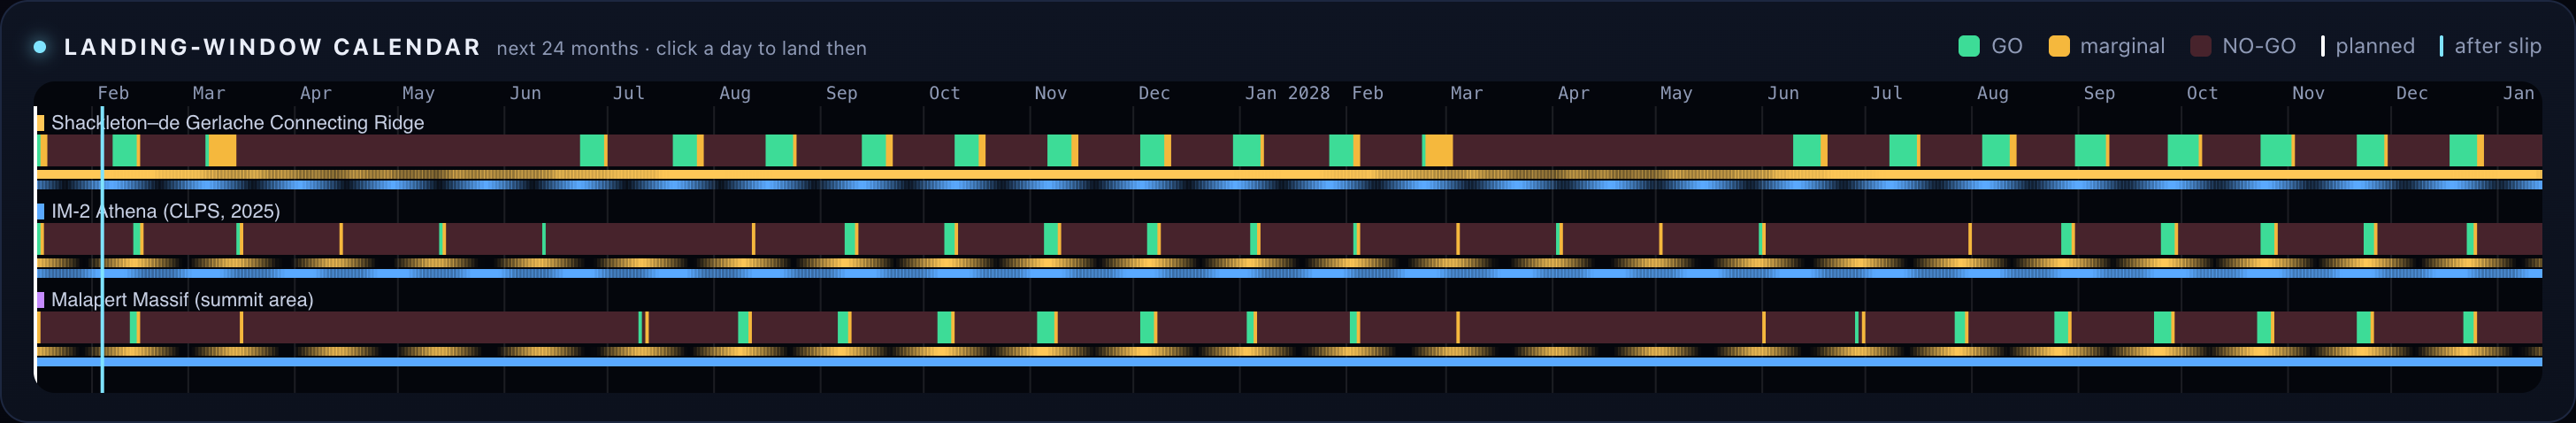 LANDING-WINDOW CALENDAR next 24 months · click a day to land then GO marginal NO-GO planned after slip
Feb Mar Apr May Jun Jul Aug Sep Oct Nov Dec Jan 2028 Feb Mar Apr May Jun Jul Aug Sep Oct Nov Dec Jan
Shackleton–de Gerlache Connecting Ridge
IM-2 Athena (CLPS, 2025)
Malapert Massif (summit area)